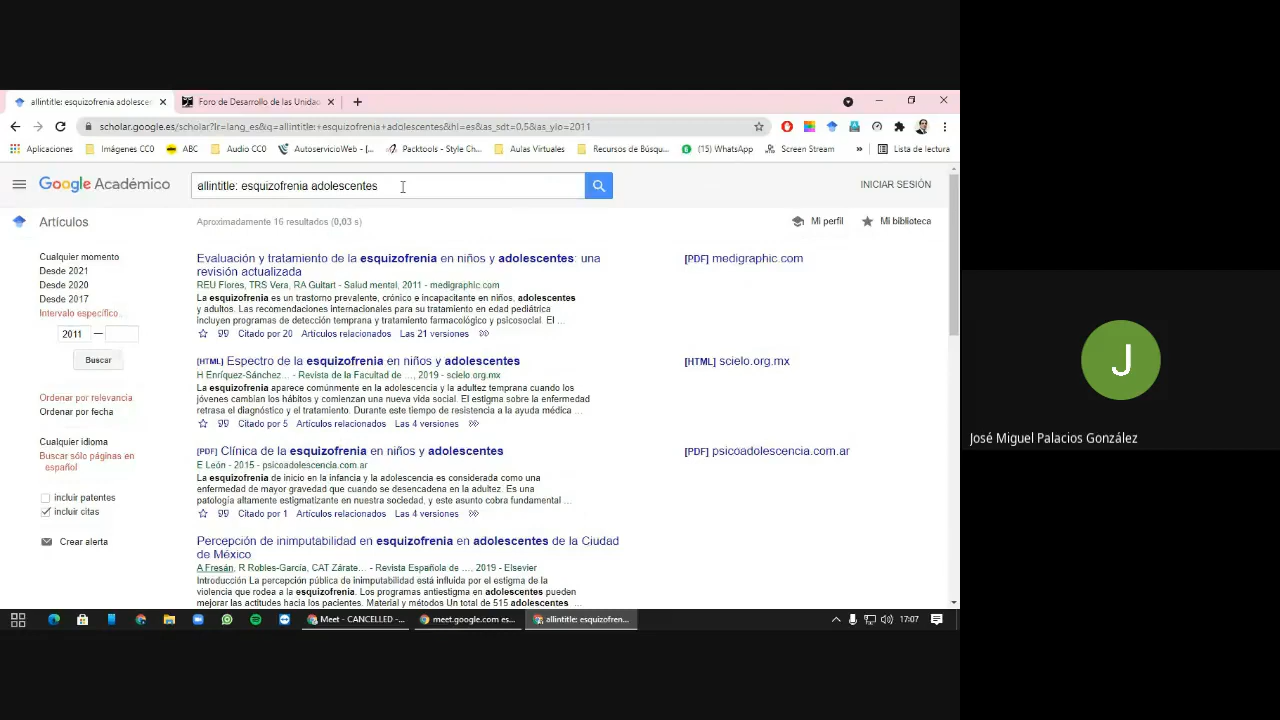 allintitle: esquizofrenia adolescer
Foro de Desarrollo de las Unida
scholar.google.es/scholar?lr=lang_es&q=allintitle:+esquizofrenia+adolescentes&hl=es&as_sdt=0,5&as_ylo=2011
Aplicaciones
Imágenes CC0
ABC
Audio CC0
AutoservicioWeb - [...
Packtools - Style Ch...
Aulas Virtuales
Recursos de Búsqu...
(15) WhatsApp
Screen Stream
»
Lista de lectura
Google Académico
allintitle: esquizofrenia adolescentes
INICIAR SESIÓN
Artículos
Aproximadamente 16 resultados (0,03 s)
Mi perfil
Mi biblioteca
Cualquier momento
Desde 2021
Desde 2020
Desde 2017
Intervalo específico..
2011 —
Buscar
Ordenar por relevancia
Ordenar por fecha
Cualquier idioma
Buscar sólo páginas en
español
incluir patentes
incluir citas
Crear alerta
Evaluación y tratamiento de la esquizofrenia en niños y adolescentes: una
revisión actualizada
REU Flores, TRS Vera, RA Guitart - Salud mental, 2011 - medigraphic.com
La esquizofrenia es un trastorno prevalente, crónico e incapacitante en niños, adolescentes
y adultos. Las recomendaciones internacionales para su tratamiento en edad pediátrica
incluyen programas de detección temprana y tratamiento farmacológico y psicosocial. El ...
Citado por 20 Artículos relacionados Las 21 versiones
[PDF] medigraphic.com
[HTML] Espectro de la esquizofrenia en niños y adolescentes
H Enríquez-Sánchez... - Revista de la Facultad de ..., 2019 - scielo.org.mx
La esquizofrenia aparece comúnmente en la adolescencia y la adultez temprana cuando los
jóvenes cambian los hábitos y comienzan una nueva vida social. El estigma sobre la enfermedad
retrasa el diagnóstico y el tratamiento. Durante este tiempo de resistencia a la ayuda médica ...
Citado por 5 Artículos relacionados Las 4 versiones
[HTML] scielo.org.mx
[PDF] Clínica de la esquizofrenia en niños y adolescentes
E León - 2015 - psicoadolescencia.com.ar
La esquizofrenia de inicio en la infancia y la adolescencia es considerada como una
enfermedad de mayor gravedad que cuando se desencadena en la adultez. Es una
patología altamente estigmatizante en nuestra sociedad, y este asunto cobra fundamental ...
Citado por 1 Artículos relacionados Las 4 versiones
[PDF] psicoadolescencia.com.ar
Percepción de inimputabilidad en esquizofrenia en adolescentes de la Ciudad
de México
A Fresán, R Robles-García, CAT Zárate... - Revista Española de ..., 2019 - Elsevier
Introducción La percepción pública de inimputabilidad está influida por el estigma de la
violencia que rodea a la esquizofrenia. Los programas antiestigma en adolescentes pueden
mejorar las actitudes hacia los pacientes. Material y métodos Un total de 515 adolescentes ...
J
José Miguel Palacios González
Meet - CANCELLED -...
meet.google.com es...
allintitle: esquizofren...
17:07